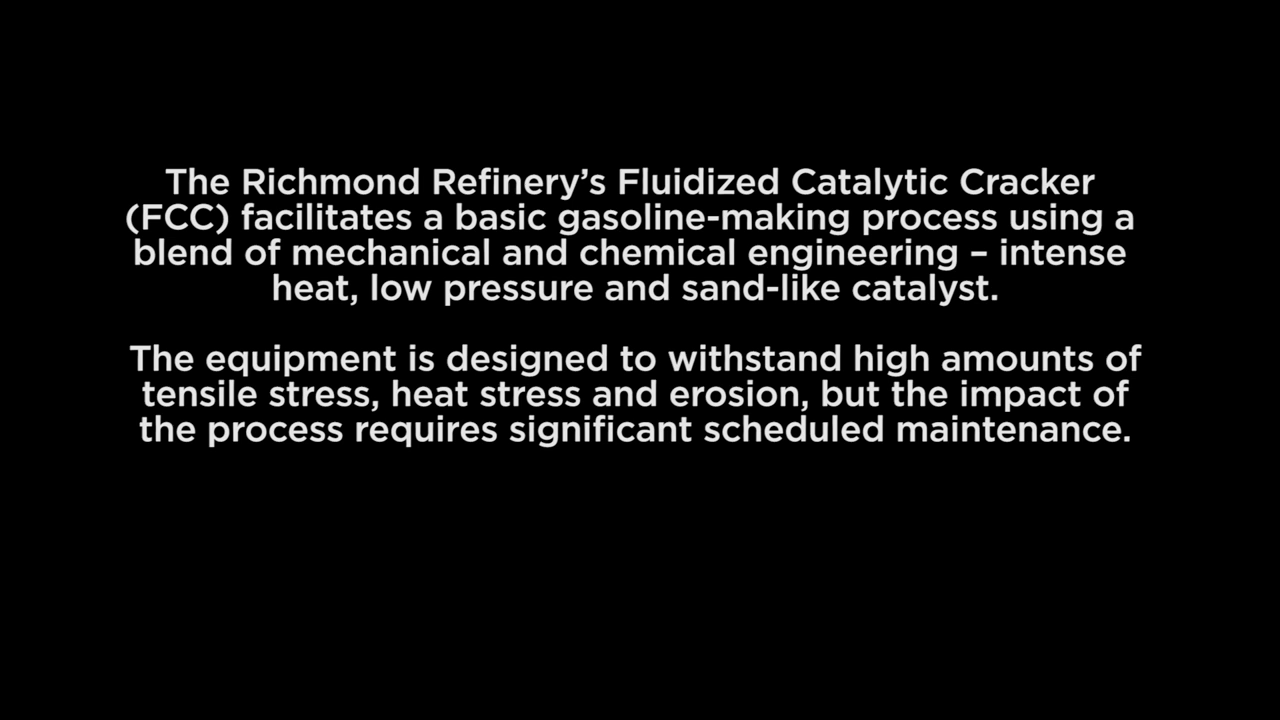 The Richmond Refinery’s Fluidized Catalytic Cracker
(FCC) facilitates a basic gasoline-making process using a
blend of mechanical and chemical engineering – intense
heat, low pressure and sand-like catalyst.
The equipment is designed to withstand high amounts of
tensile stress, heat stress and erosion, but the impact of
the process requires significant scheduled maintenance.